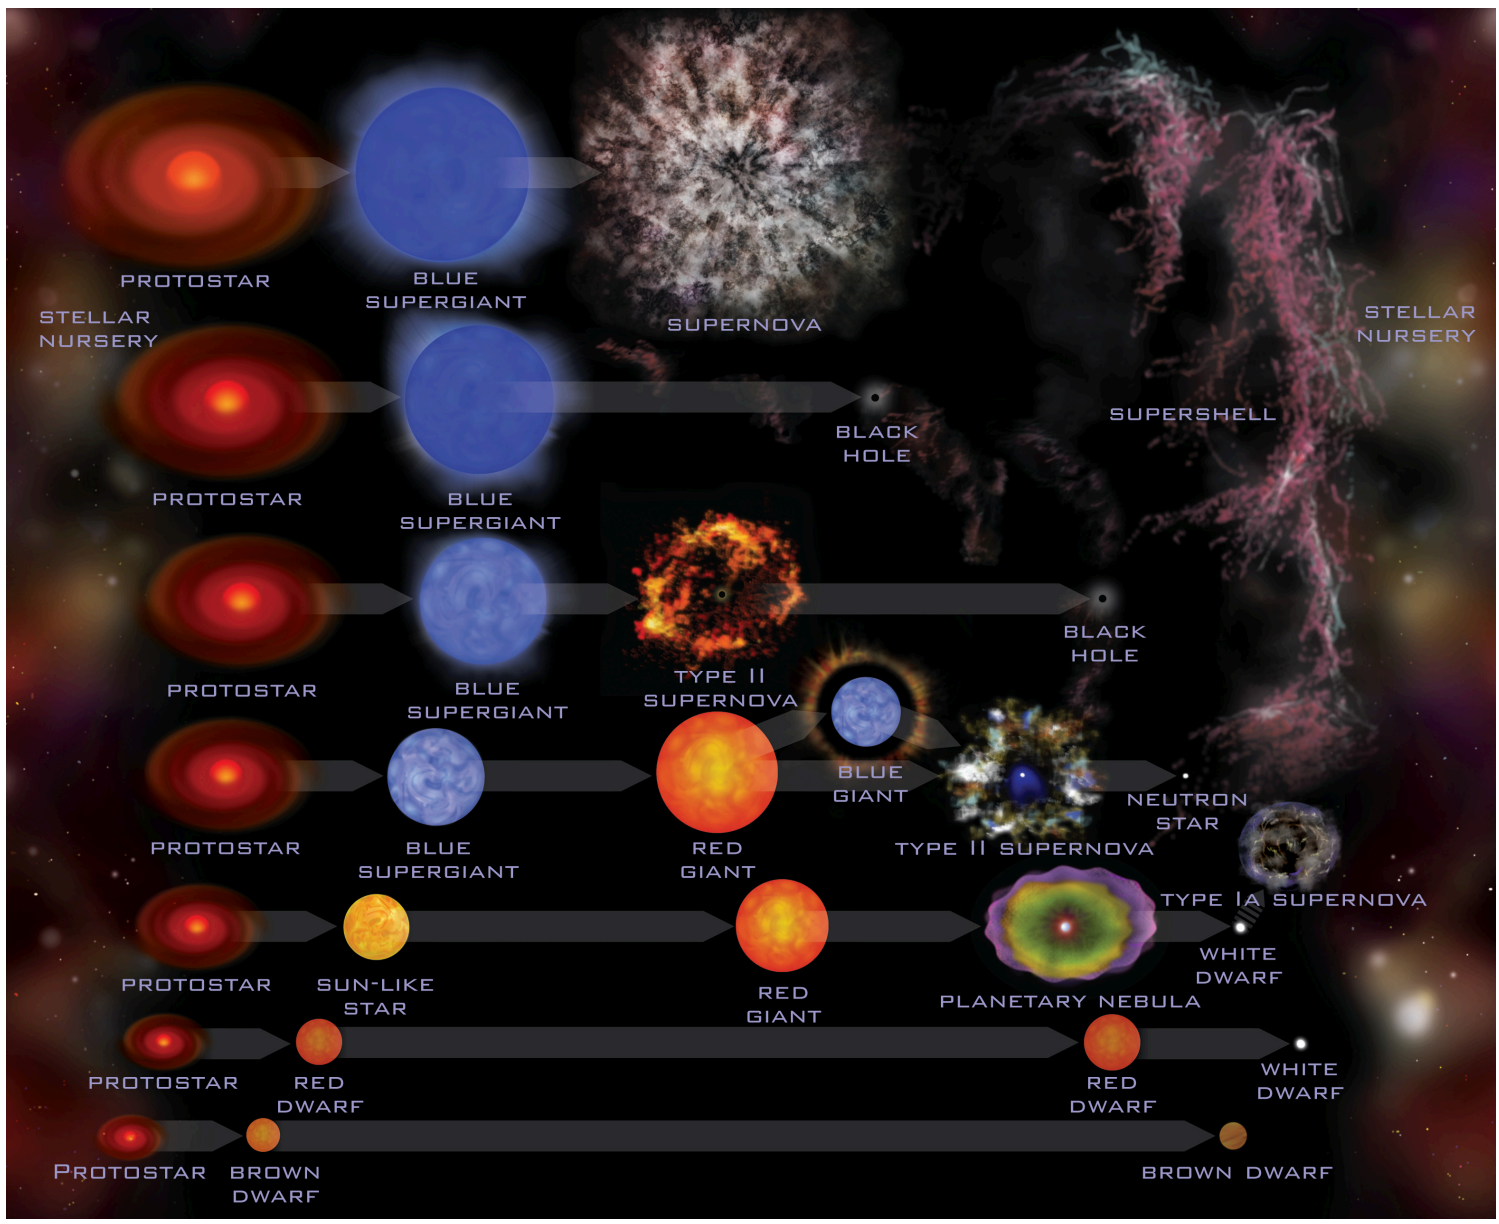 PROTOSTAR
BLUE
SUPERGIANT
SUPERNOVA
STELLAR
NURSERY
STELLAR
NURSERY
SUPERSHELL
PROTOSTAR
BLUE
SUPERGIANT
BLACK
HOLE
PROTOSTAR
BLUE
SUPERGIANT
TYPE II
SUPERNOVA
BLACK
HOLE
PROTOSTAR
BLUE
SUPERGIANT
RED
GIANT
BLUE
GIANT
TYPE II SUPERNOVA
NEUTRON
STAR
TYPE IA SUPERNOVA
PROTOSTAR
SUN-LIKE
STAR
RED
GIANT
PLANETARY NEBULA
WHITE
DWARF
PROTOSTAR
RED
DWARF
RED
DWARF
WHITE
DWARF
PROTOSTAR
BROWN
DWARF
BROWN DWARF